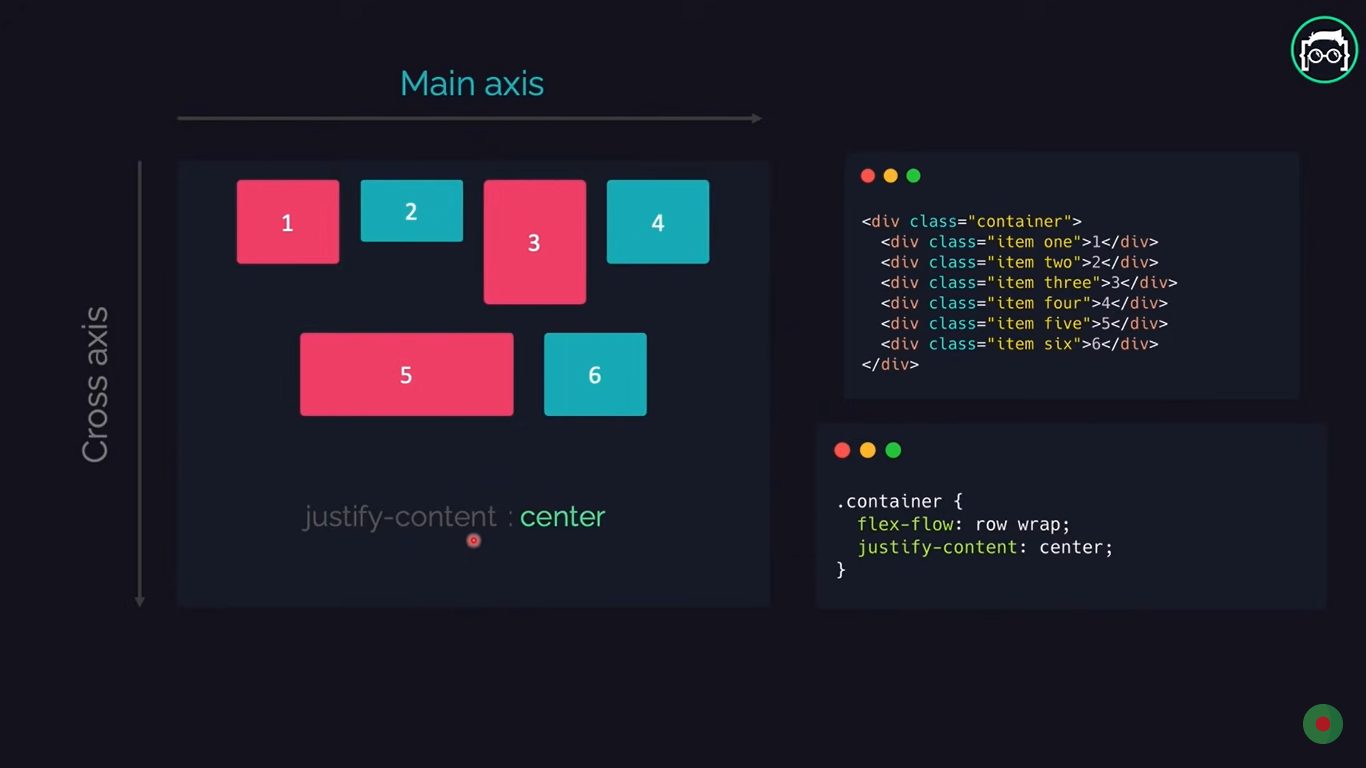 Main axis
Cross axis
1
2
3
4
5
6
justify-content : center
<div class="container">
  <div class="item one">1</div>
  <div class="item two">2</div>
  <div class="item three">3</div>
  <div class="item four">4</div>
  <div class="item five">5</div>
  <div class="item six">6</div>
</div>
.container {
  flex-flow: row wrap;
  justify-content: center;
}